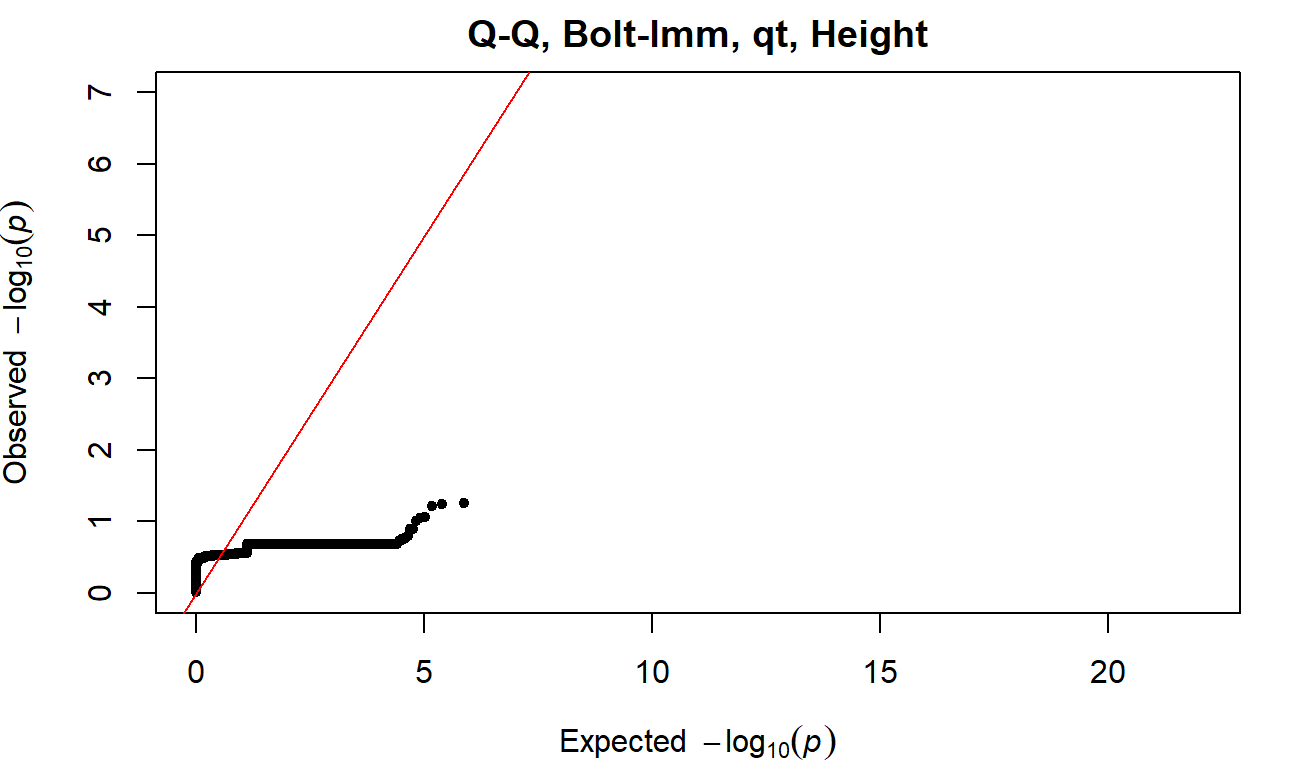 Q-Q, Bolt-lmm, qt, Height
Observed −log10(p)
7
6
5
4
3
2
1
0
0 5 10 15 20
Expected −log10(p)